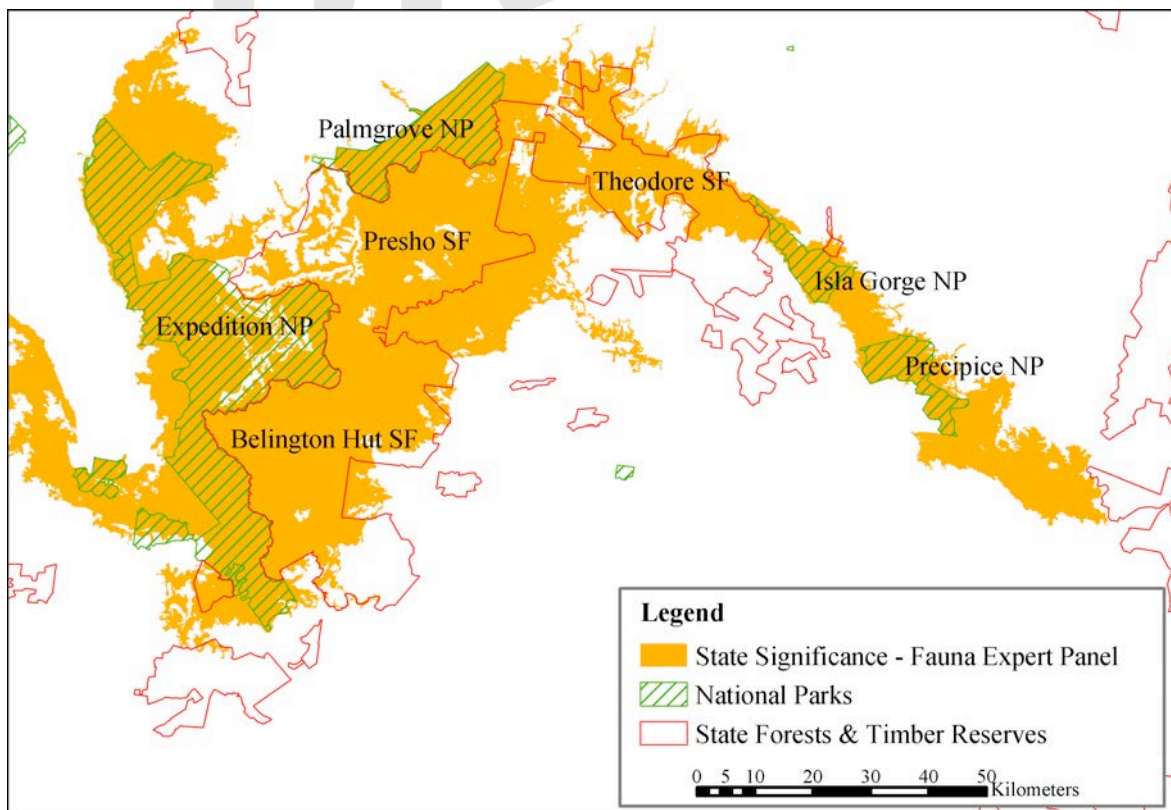 Palmgrove NP
Theodore SF
Presho SF
Isla Gorge NP
Expedition NP
Precipice NP
Belington Hut SF
Legend
State Significance - Fauna Expert Panel
National Parks
State Forests & Timber Reserves
0 5 10 20 30 40 50
Kilometers